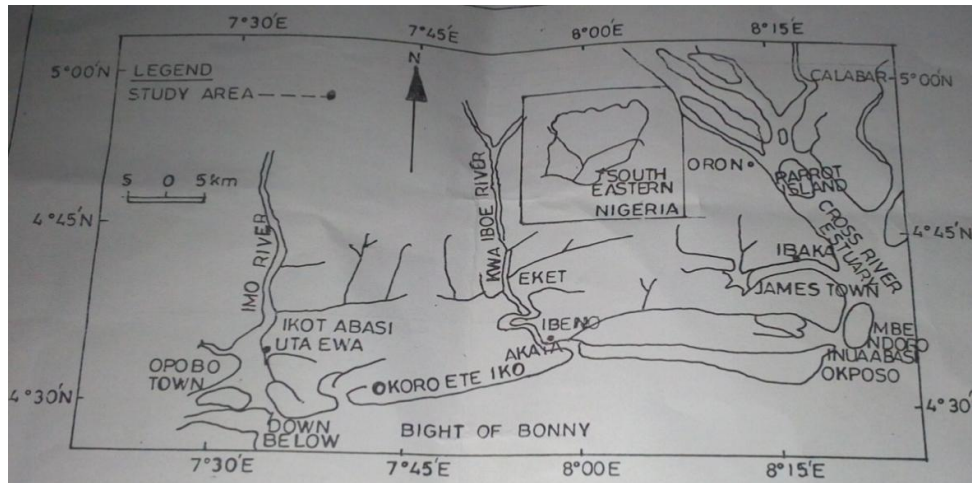 7°30'E
7°45'E
8°00'E
8°15'E
5°00'N
LEGEND
STUDY AREA
N
CALABAR
5°00'N
SOUTH
EASTERN
NIGERIA
ORON
PARROT
ISLAND
5 0 5km
4°45'N
IMO RIVER
KWA IBOE RIVER
CROSS RIVER
ESTUARY
4°45'N
IBAKA
EKET
JAMES TOWN
IKOT ABASI
UTA EWA
IBENO
AKATA
MBE
NDORO
INUAABASI
OKPOSO
OPOBO
TOWN
KORO ETE IKO
4°30'N
4°30'
DOWN
BELOW
BIGHT OF BONNY
7°30'E
7°45'E
8°00'E
8°15'E